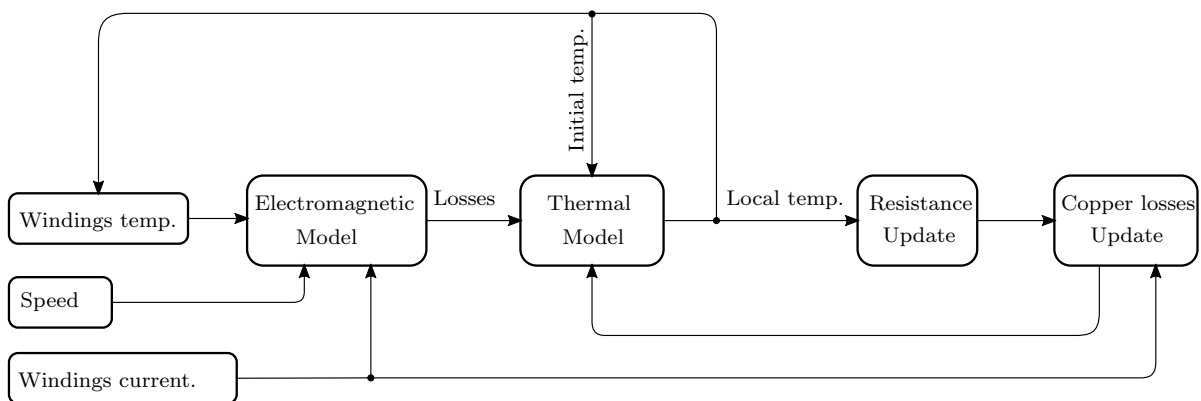 Initial temp.
Windings temp.
Electromagnetic
Model
Losses
Thermal
Model
Local temp.
Resistance
Update
Copper losses
Update
Speed
Windings current.